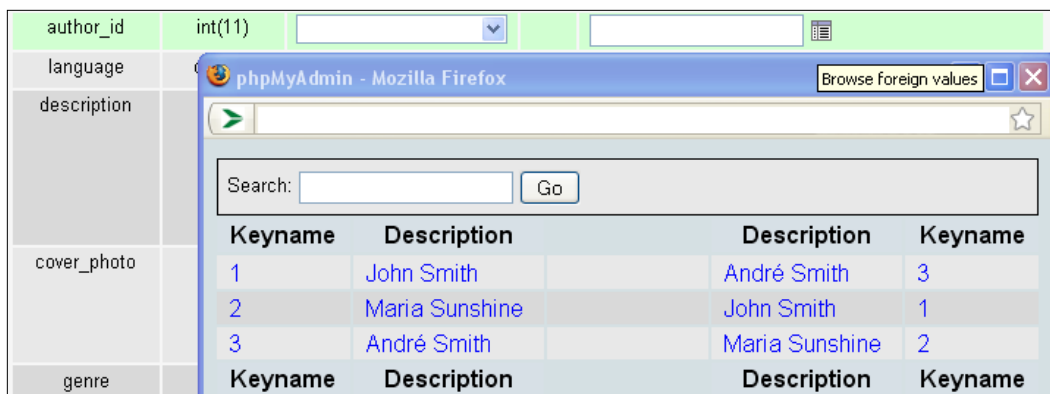 author_id int(11)
language
phpMyAdmin - Mozilla Firefox Browse foreign values
description
Search: Go
Keyname Description Description Keyname
cover_photo
1 John Smith André Smith 3
2 Maria Sunshine John Smith 1
3 André Smith Maria Sunshine 2
genre
Keyname Description Description Keyname